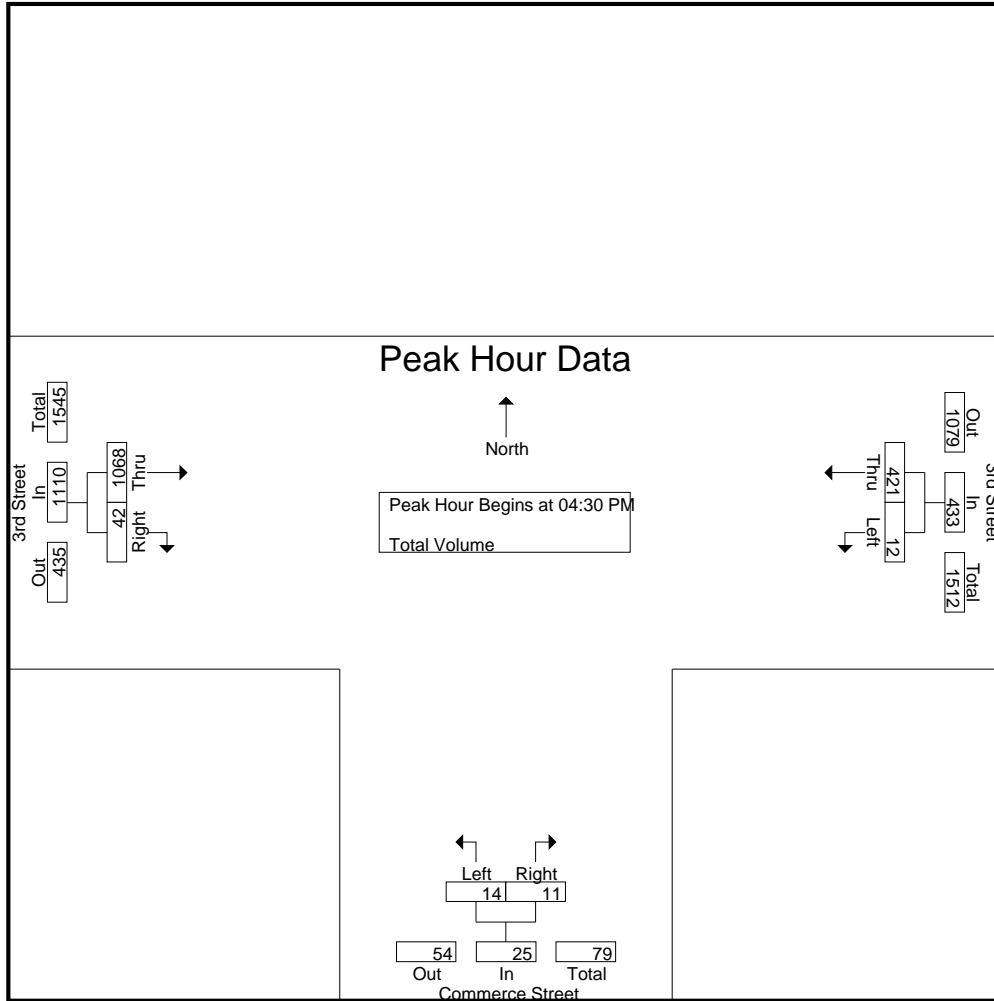 Peak Hour Data
North
Peak Hour Begins at 04:30 PM
Total Volume
3rd Street
Total
1545
In
1110
Out
435
1068
Thru
42
Right
3rd Street
Out
1079
In
433
Total
1512
421
Thru
12
Left
Left Right
14 11
54 25 79
Out In Total
Commerce Street